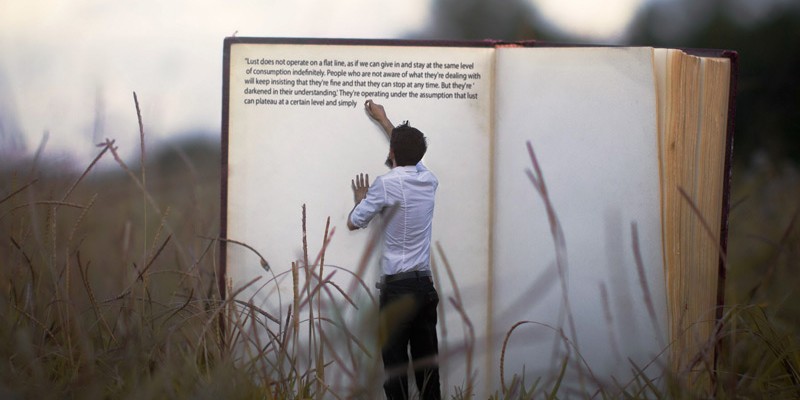 "Lust does not operate on a flat line, as if we can give in and stay at the same level
of consumption indefinitely. People who are not aware of what they're dealing with
will keep insisting that they're fine and that they can stop at any time. But they're '
darkened in their understanding.' They're operating under the assumption that lust
can plateau at a certain level and simply